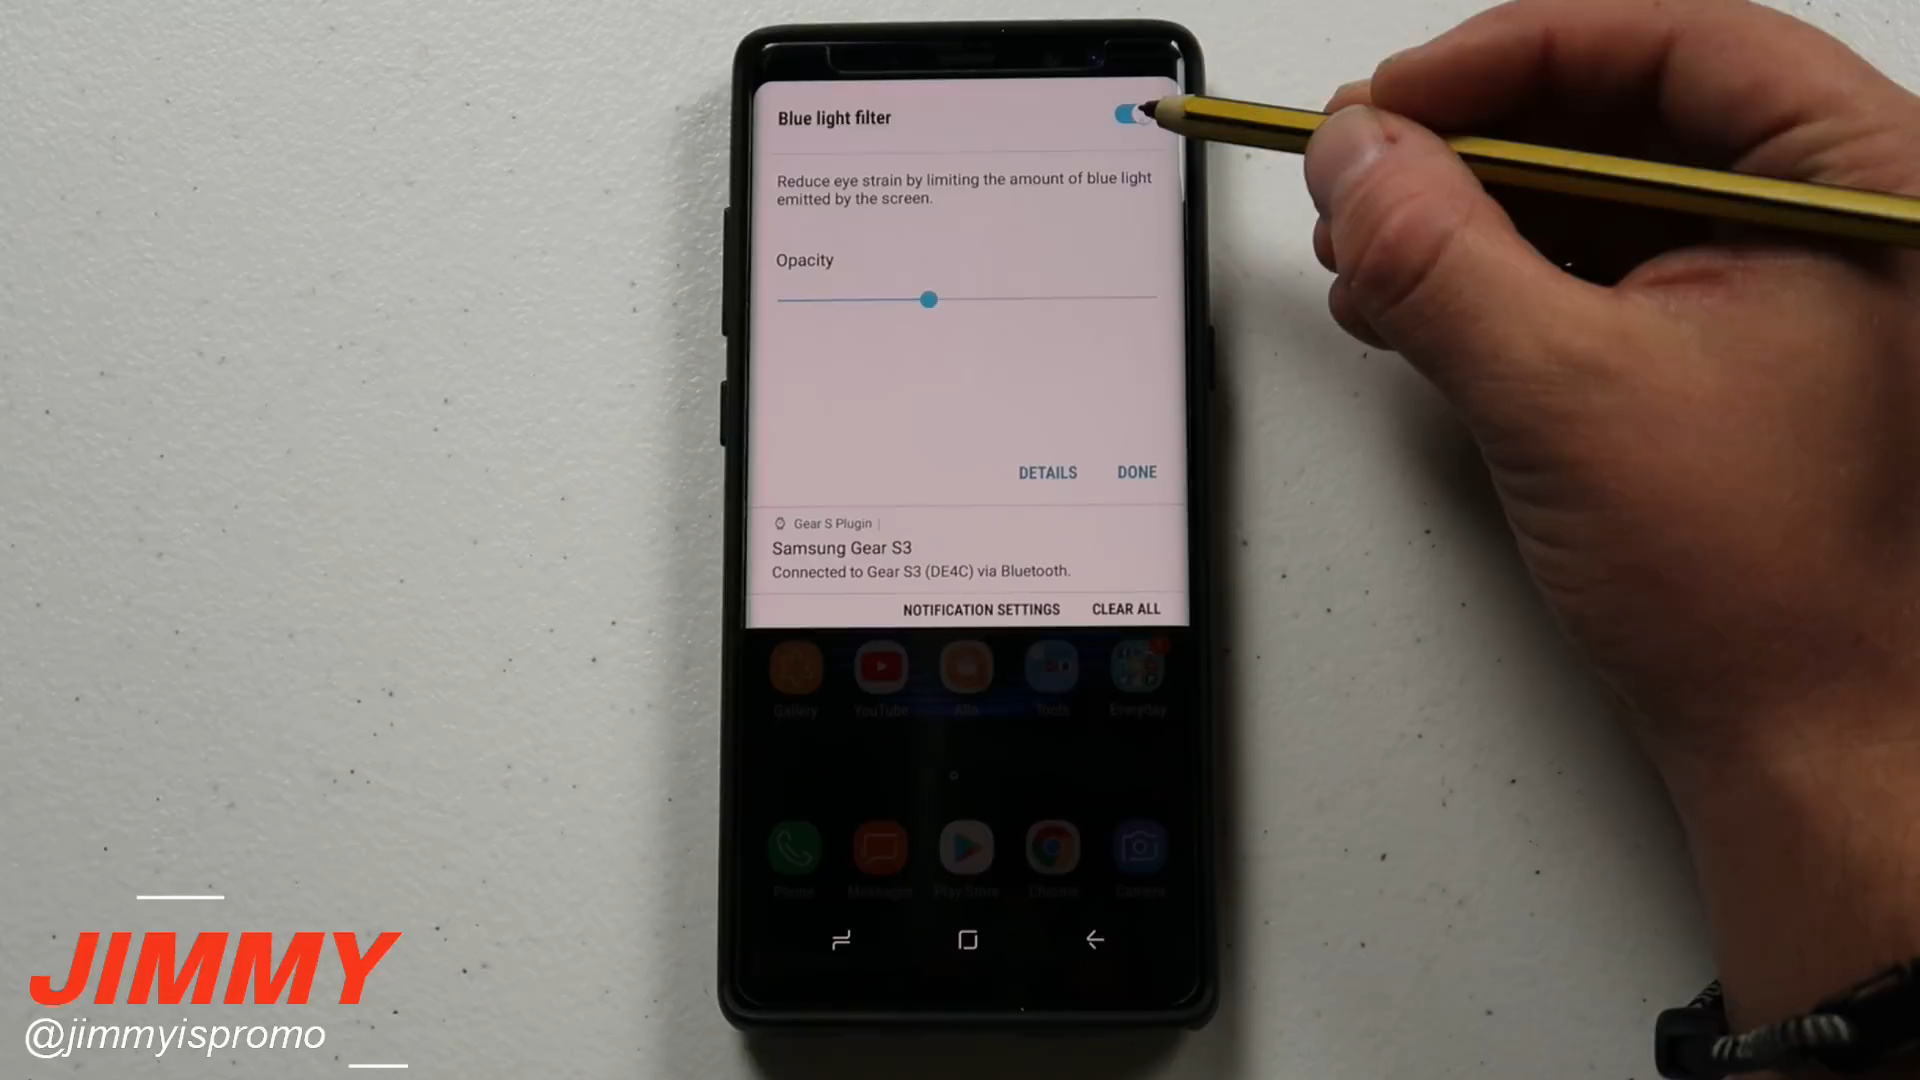 Blue light filter
Reduce eye strain by limiting the amount of blue light
emitted by the screen.
Opacity
DETAILS DONE
Gear S Plugin
Samsung Gear S3
Connected to Gear S3 (DE4C) via Bluetooth.
NOTIFICATION SETTINGS CLEAR ALL
Gallery YouTube Allo Tools Everyday
Phone Messages Play Store Chrome Camera
JIMMY
@jimmyispromo